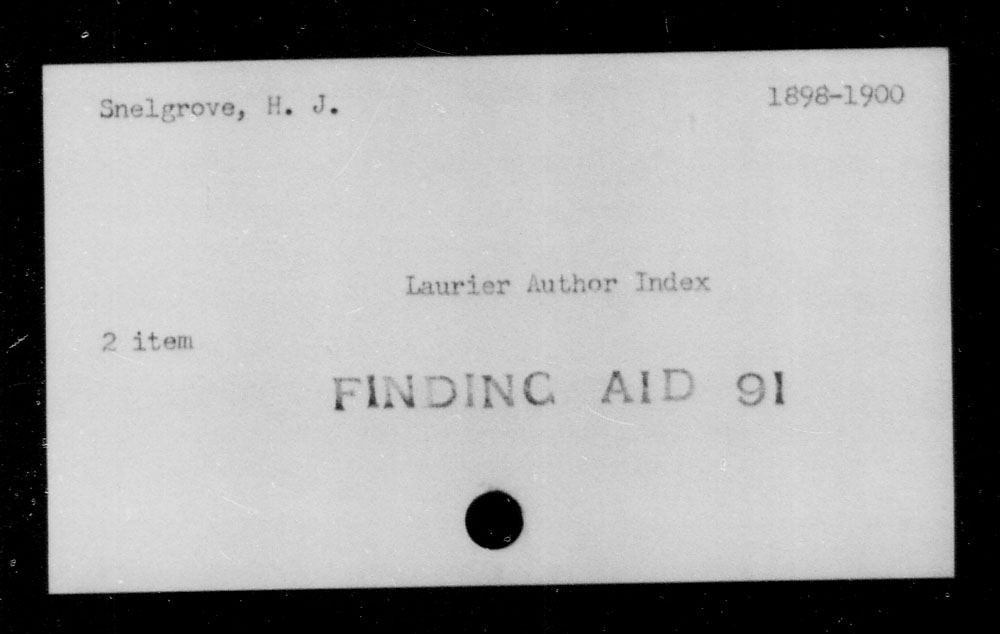 Snelgrove, H. J.
1898-1900
Laurier Author Index
2 item
FINDING AID 91